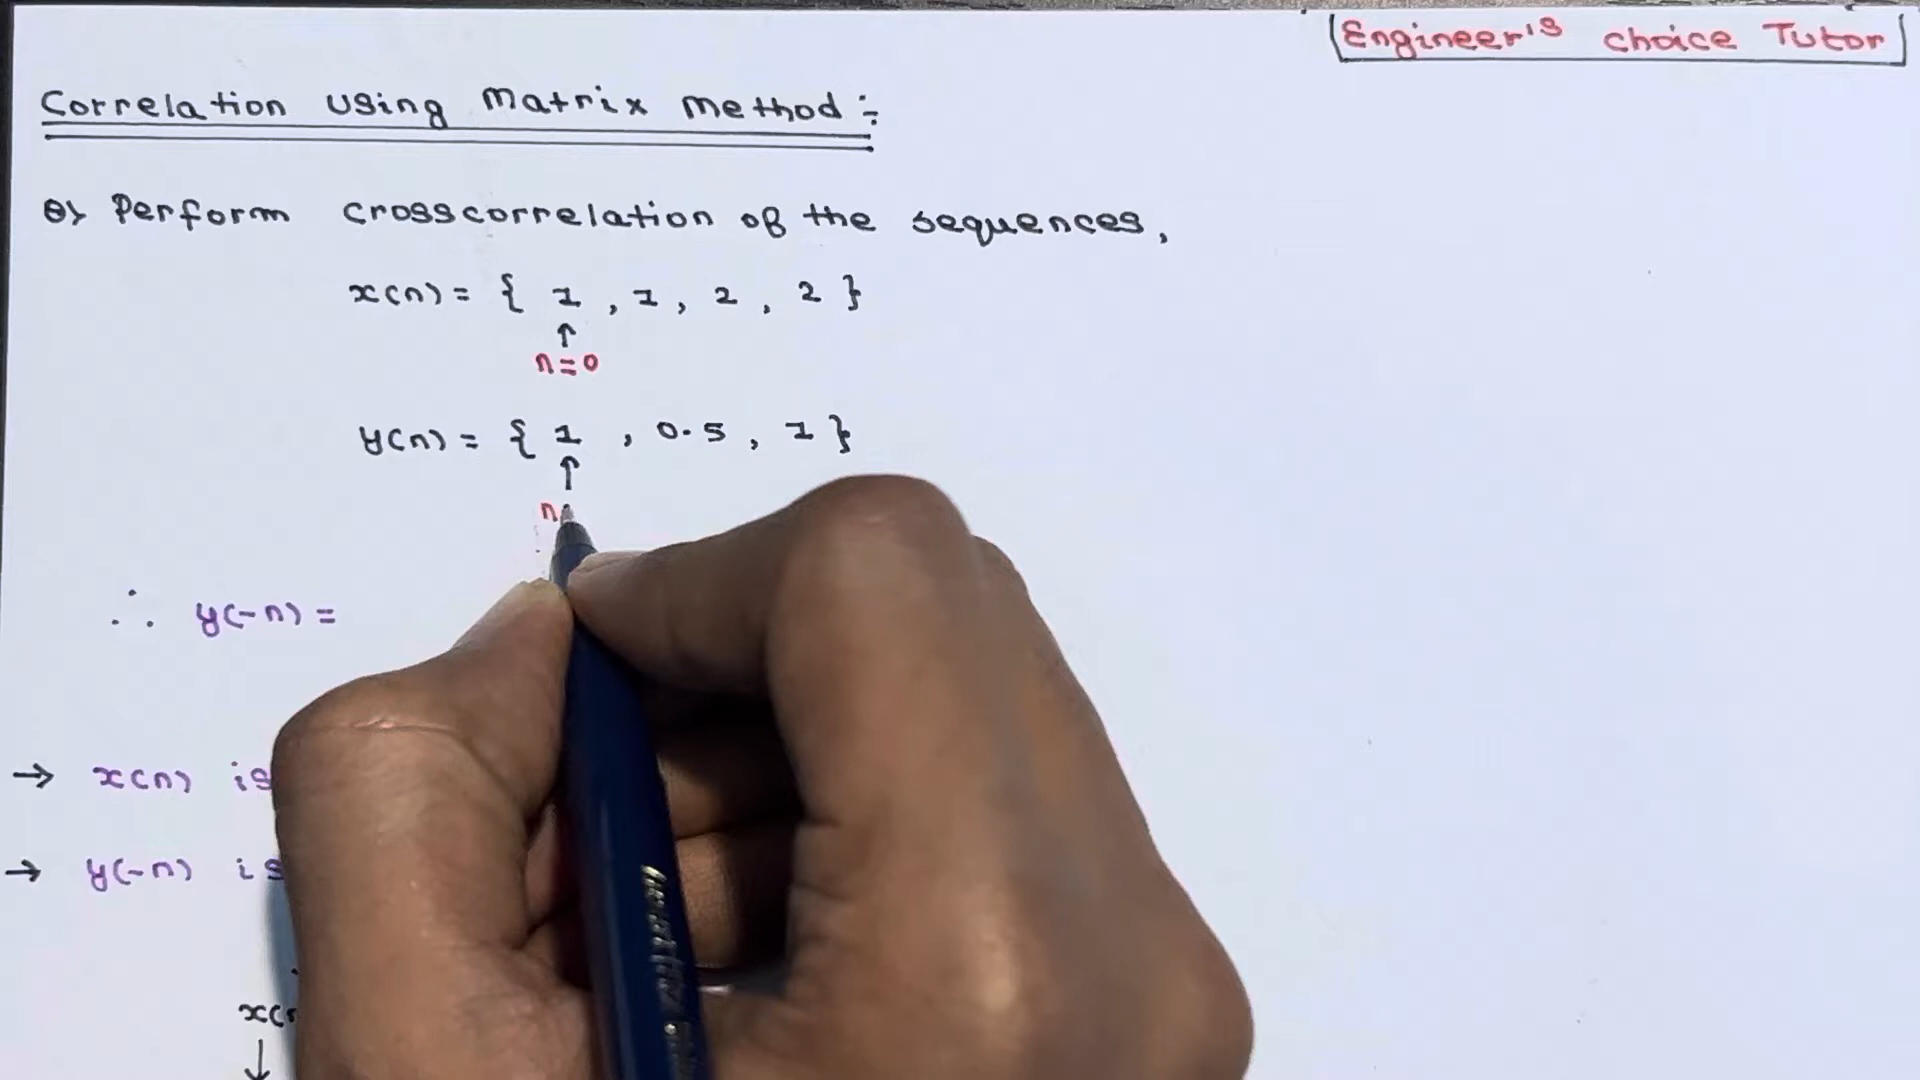 Engineer's choice Tutor
Correlation using Matrix Method :-
Q) Perform crosscorrelation of the sequences,
x(n) = { 1 , 1 , 2 , 2 }
↑
n=0
y(n) = { 1 , 0.5 , 1 }
↑
n
∴ y(-n) =
→ x(n) is
→ y(-n) is
x(
↓